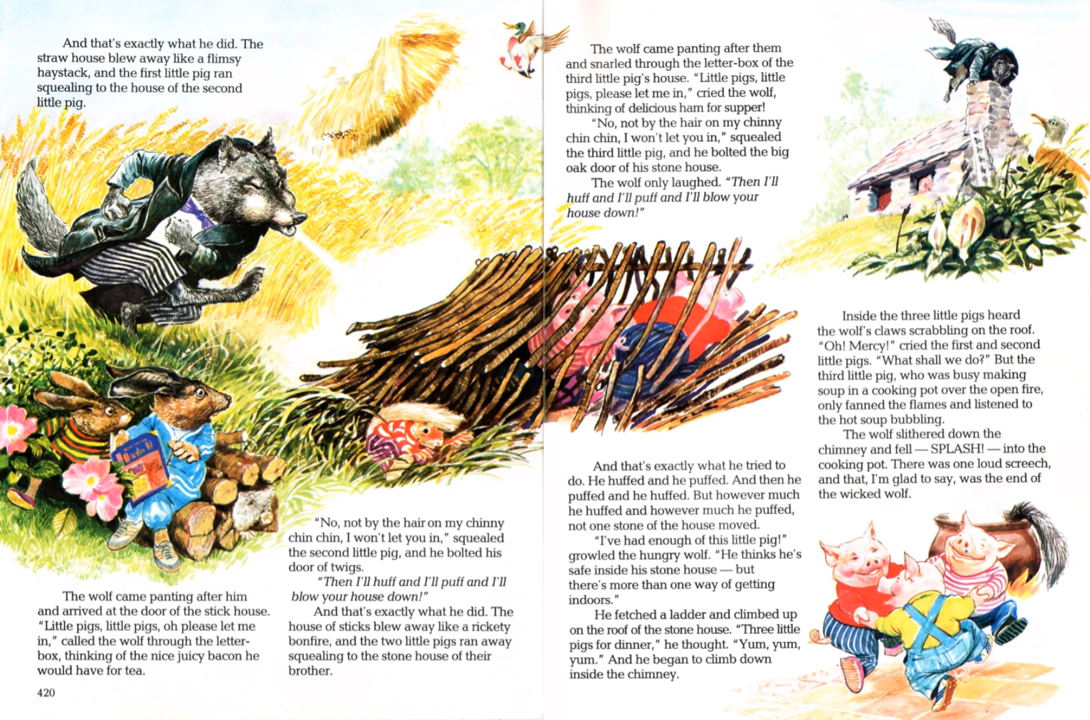 And that's exactly what he did. The
straw house blew away like a flimsy
haystack, and the first little pig ran
squealing to the house of the second
little pig.
The wolf came panting after him
and arrived at the door of the stick house.
"Little pigs, little pigs, oh please let me
in," called the wolf through the letter-
box, thinking of the nice juicy bacon he
would have for tea.
420
"No, not by the hair on my chinny
chin chin, I won't let you in," squealed
the second little pig, and he bolted his
door of twigs.
"Then I'll huff and I'll puff and I'll
blow your house down!"
And that's exactly what he did. The
house of sticks blew away like a rickety
bonfire, and the two little pigs ran away
squealing to the stone house of their
brother.
The wolf came panting after them
and snarled through the letter-box of the
third little pig's house. "Little pigs, little
pigs, please let me in," cried the wolf,
thinking of delicious ham for supper!
"No, not by the hair on my chinny
chin chin, I won't let you in," squealed
the third little pig, and he bolted the big
oak door of his stone house.
The wolf only laughed. "Then I'll
huff and I'll puff and I'll blow your
house down!"
And that's exactly what he tried to
do. He huffed and he puffed. And then he
puffed and he huffed. But however much
he huffed and however much he puffed,
not one stone of the house moved.
"I've had enough of this little pig!"
growled the hungry wolf. "He thinks he's
safe inside his stone house — but
there's more than one way of getting
indoors."
He fetched a ladder and climbed up
on the roof of the stone house. "Three little
pigs for dinner," he thought. "Yum, yum,
yum." And he began to climb down
inside the chimney.
Inside the three little pigs heard
the wolf's claws scrabbling on the roof.
"Oh! Mercy!" cried the first and second
little pigs. "What shall we do?" But the
third little pig, who was busy making
soup in a cooking pot over the open fire,
only fanned the flames and listened to
the hot soup bubbling.
The wolf slithered down the
chimney and fell — SPLASH! — into the
cooking pot. There was one loud screech,
and that, I'm glad to say, was the end of
the wicked wolf.